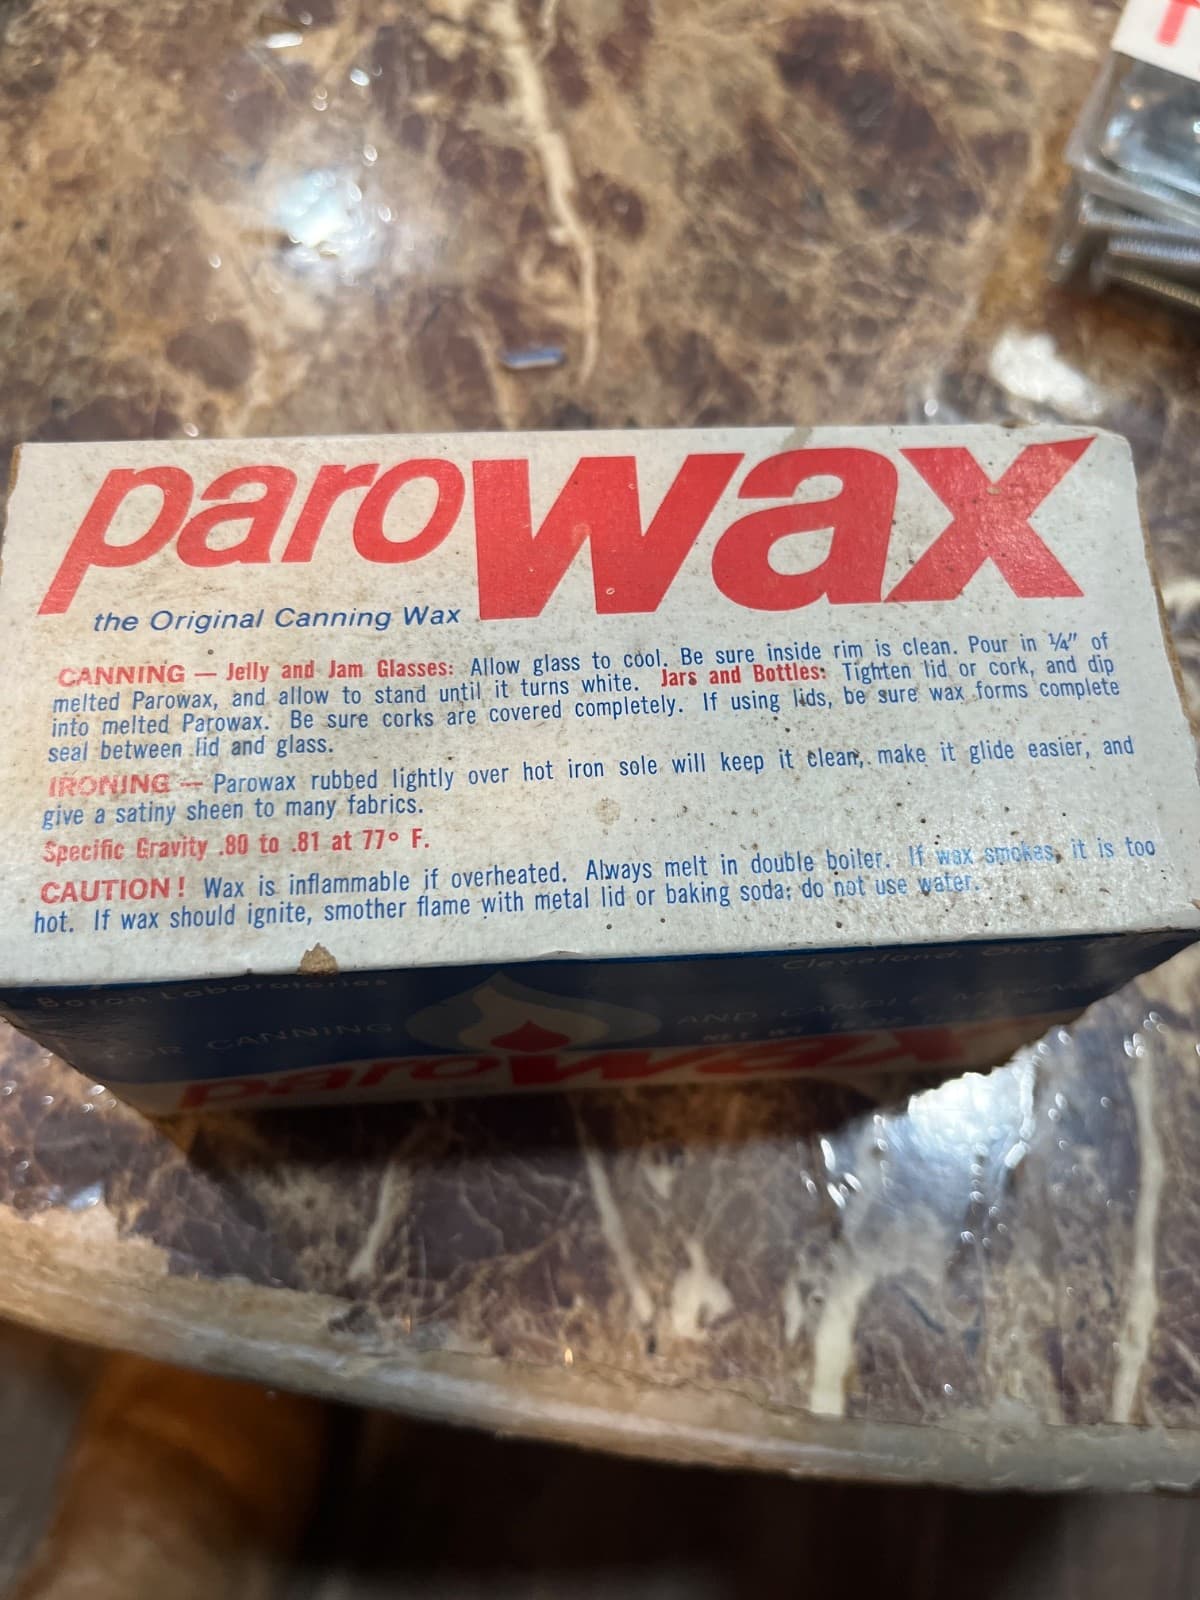 parowax
the Original Canning Wax
CANNING — Jelly and Jam Glasses: Allow glass to cool. Be sure inside rim is clean. Pour in ¼" of
melted Parowax, and allow to stand until it turns white. Jars and Bottles: Tighten lid or cork, and dip
into melted Parowax. Be sure corks are covered completely. If using lids, be sure wax forms complete
seal between lid and glass.
IRONING — Parowax rubbed lightly over hot iron sole will keep it clean, make it glide easier, and
give a satiny sheen to many fabrics.
Specific Gravity .80 to .81 at 77° F.
CAUTION! Wax is inflammable if overheated. Always melt in double boiler. If wax smokes, it is too
hot. If wax should ignite, smother flame with metal lid or baking soda; do not use water.
Boron Laboratories Cleveland, Ohio
FOR CANNING AND CANDLE MAKING
NET WT.
parowax